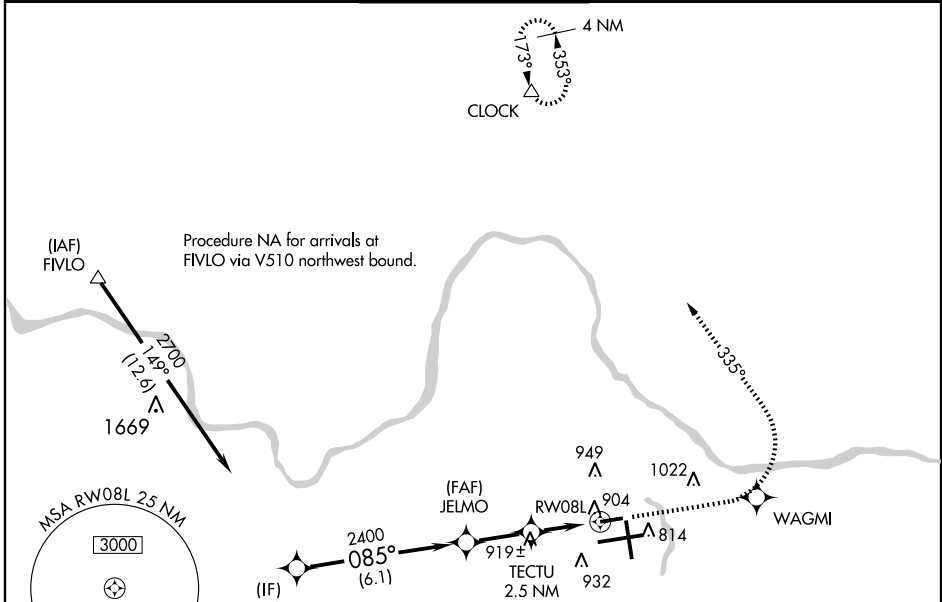 4 NM
173°
353°
CLOCK
(IAF)
FIVLO
Procedure NA for arrivals at
FIVLO via V510 northwest bound.
2700
149°
(12.6)
1669
335°
949
1022
(FAF)
JELMO
RW08L
904
WAGMI
MSA RW08L 25 NM
3000
2400
085°
(6.1)
919±
814
TECTU
2.5 NM
932
(IF)